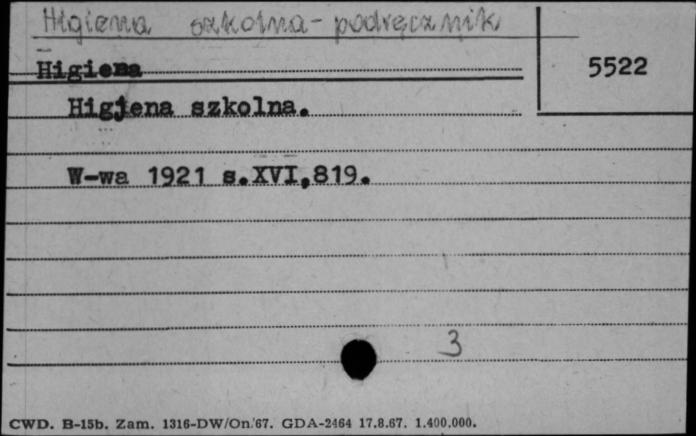 Higiena szkolna - podręcznik
Higiena
5522
Higjena szkolna.
W-wa 1921 s.XVI,819.
3
CWD. B-15b. Zam. 1316-DW/On/67. GDA-2464 17.8.67. 1.400.000.